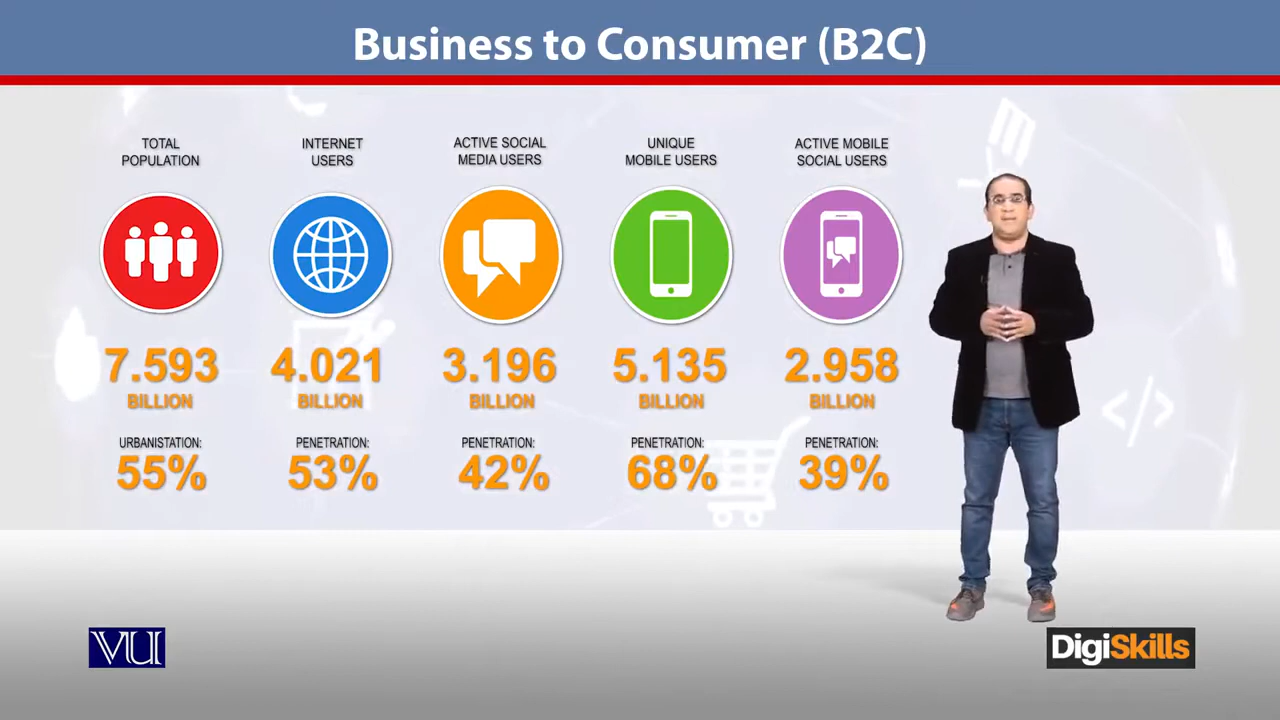 Business to Consumer (B2C)
TOTAL
POPULATION
INTERNET
USERS
ACTIVE SOCIAL
MEDIA USERS
UNIQUE
MOBILE USERS
ACTIVE MOBILE
SOCIAL USERS
7.593
BILLION
4.021
BILLION
3.196
BILLION
5.135
BILLION
2.958
BILLION
URBANISTATION:
55%
PENETRATION:
53%
PENETRATION:
42%
PENETRATION:
68%
PENETRATION:
39%
</>
VU
DigiSkills